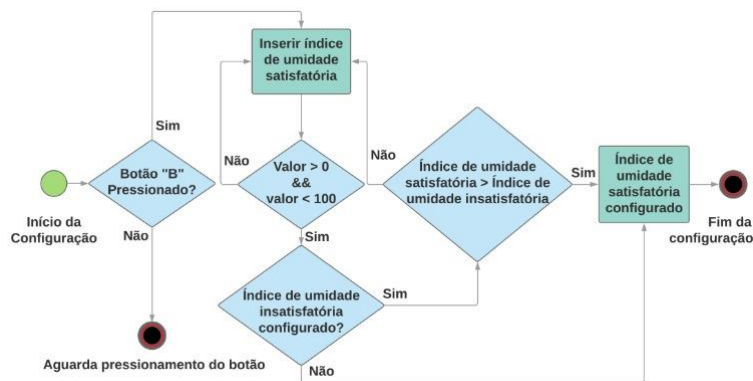 Inserir índice
de umidade
satisfatória
Sim
Botão "B"
Pressionado?
Início da
Configuração
Não
Aguarda pressionamento do botão
Não
Valor > 0
&&
valor < 100
Sim
Índice de umidade
insatisfatória
configurado?
Sim
Não
Não
Índice de umidade
satisfatória > Índice de
umidade insatisfatória
Sim
Índice de
umidade
satisfatória
configurado
Fim da
configuração